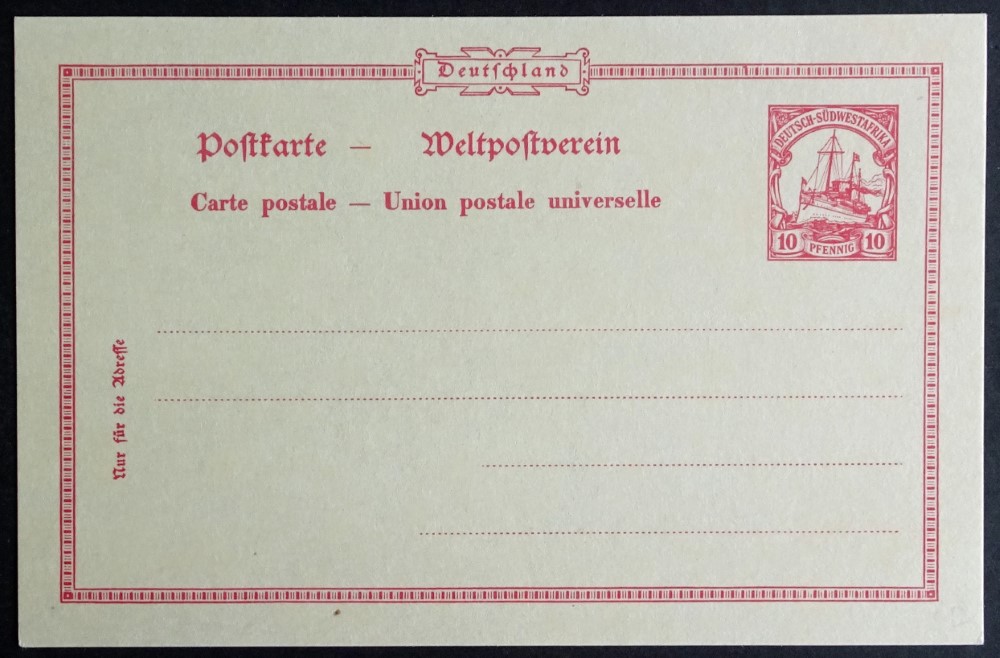 Deutschland
Postkarte — Weltpostverein
Carte postale — Union postale universelle
DEUTSCH-SÜDWESTAFRIKA
10 PFENNIG 10
Nur für die Adresse